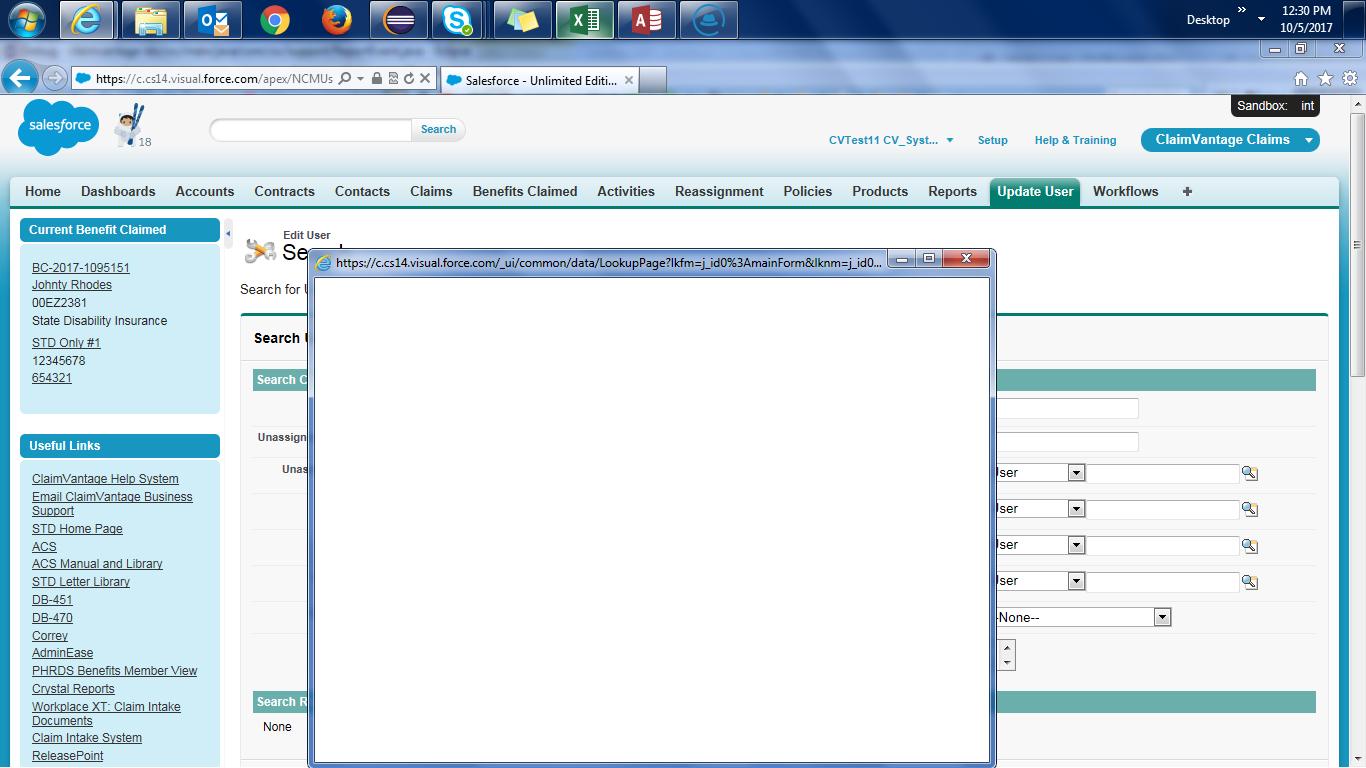 Desktop
12:30 PM
10/5/2017
https://c.cs14.visual.force.com/apex/NCMUs
Salesforce - Unlimited Editi...
Sandbox: int
salesforce
18
Search
CVTest11 CV_Syst...
Setup
Help & Training
ClaimVantage Claims
Home
Dashboards
Accounts
Contracts
Contacts
Claims
Benefits Claimed
Activities
Reassignment
Policies
Products
Reports
Update User
Workflows
Current Benefit Claimed
BC-2017-1095151
Johnty Rhodes
00EZ2381
State Disability Insurance
STD Only #1
12345678
654321
Useful Links
ClaimVantage Help System
Email ClaimVantage Business
Support
STD Home Page
ACS
ACS Manual and Library
STD Letter Library
DB-451
DB-470
Correy
AdminEase
PHRDS Benefits Member View
Crystal Reports
Workplace XT: Claim Intake
Documents
Claim Intake System
ReleasePoint
Edit User
https://c.cs14.visual.force.com/_ui/common/data/LookupPage?lkfm=j_id0%3AmainForm&lknm=j_id0...
Search for
Search
Search C
Unassign
Unas
User
User
User
User
-None--
Search R
None